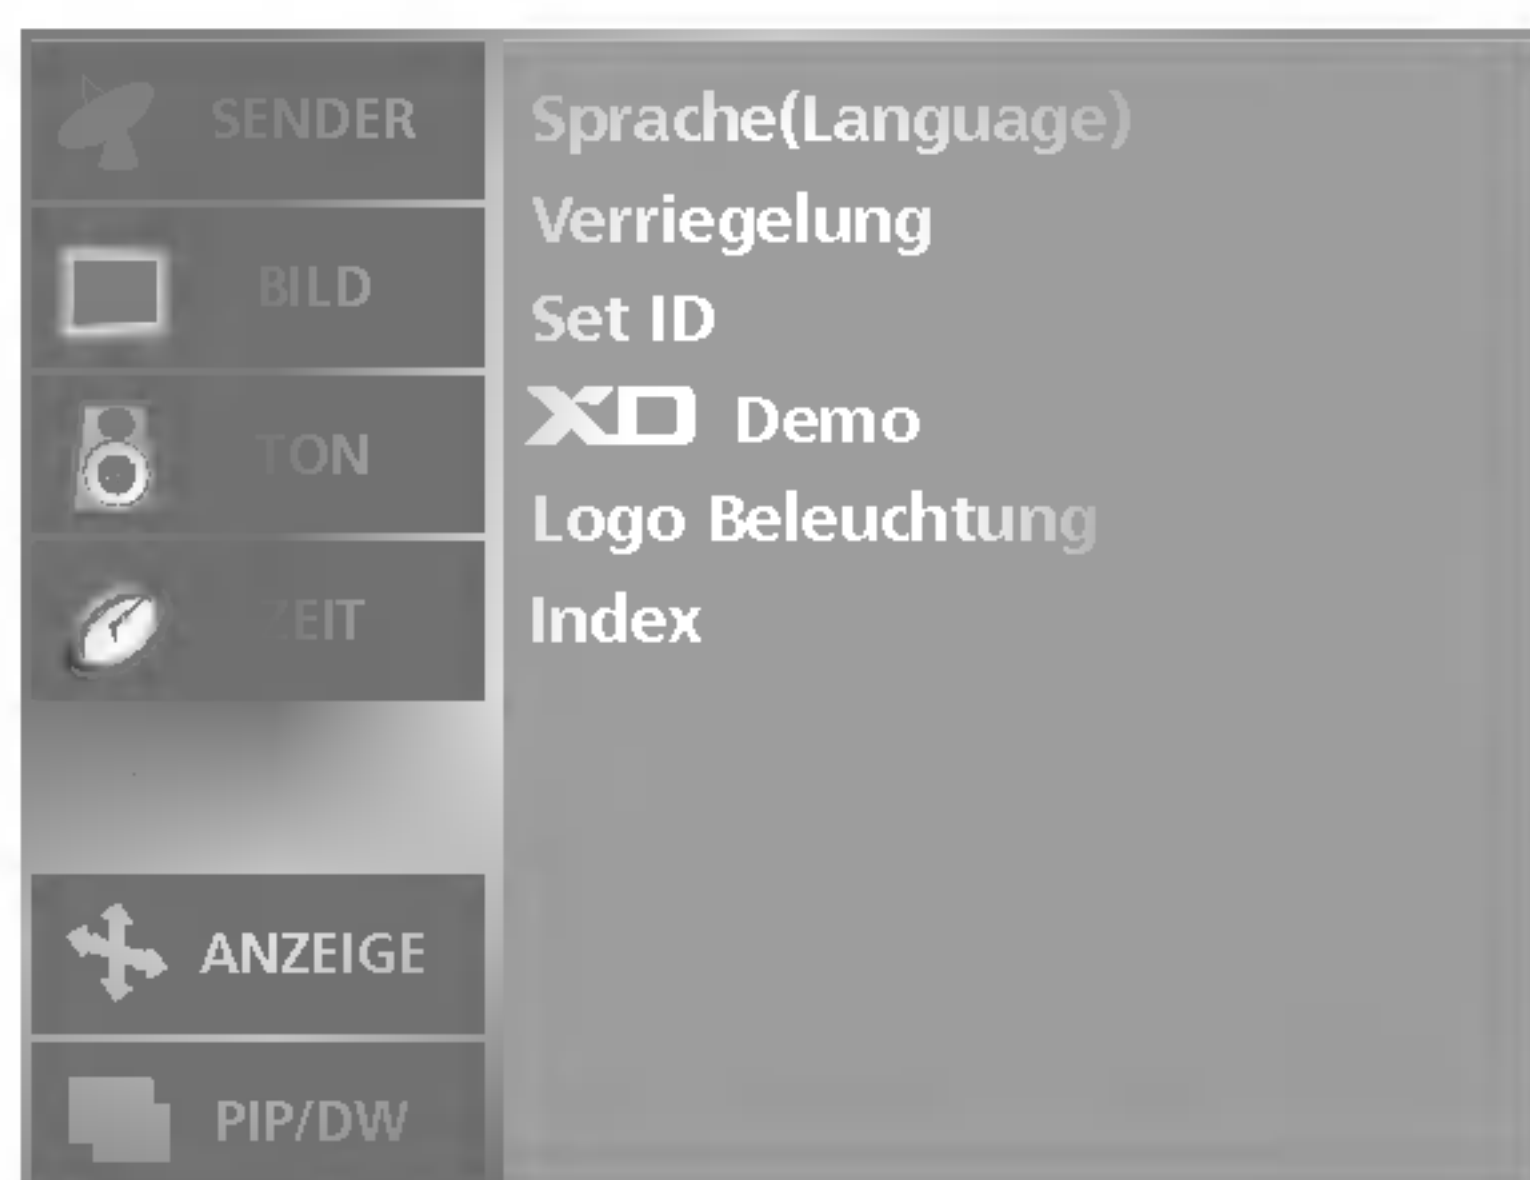 SENDER
BILD
TON
ZEIT
ANZEIGE
PIP/DW
Sprache(Language)
Verriegelung
Set ID
XD Demo
Logo Beleuchtung
Index